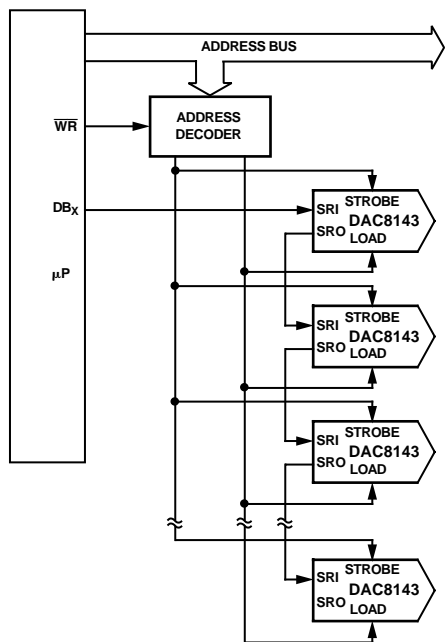 ADDRESS BUS
WR
ADDRESS
DECODER
DBX
μP
SRI
STROBE
DAC8143
SRO
LOAD
SRI
STROBE
DAC8143
SRO
LOAD
SRI
STROBE
DAC8143
SRO
LOAD
SRI
STROBE
DAC8143
SRO
LOAD